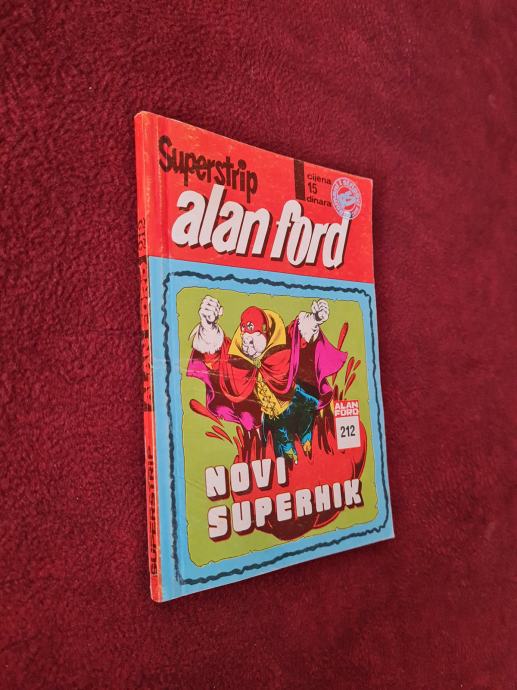 Superstrip
cijena
15
dinara
alan ford
ALAN
FORD
212
NOVI
SUPERHIK
SUPERSTRIP ALAN FORD 212